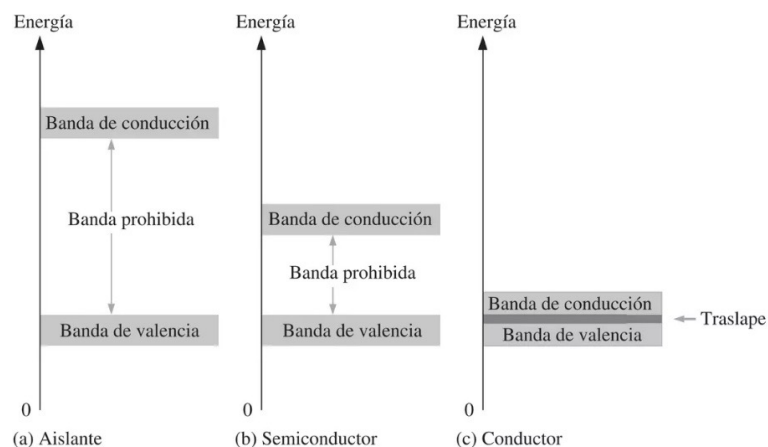 Energía
Banda de conducción
Banda prohibida
Banda de valencia
0
(a) Aislante
Energía
Banda de conducción
Banda prohibida
Banda de valencia
0
(b) Semiconductor
Energía
Banda de conducción
Banda de valencia
Traslape
0
(c) Conductor